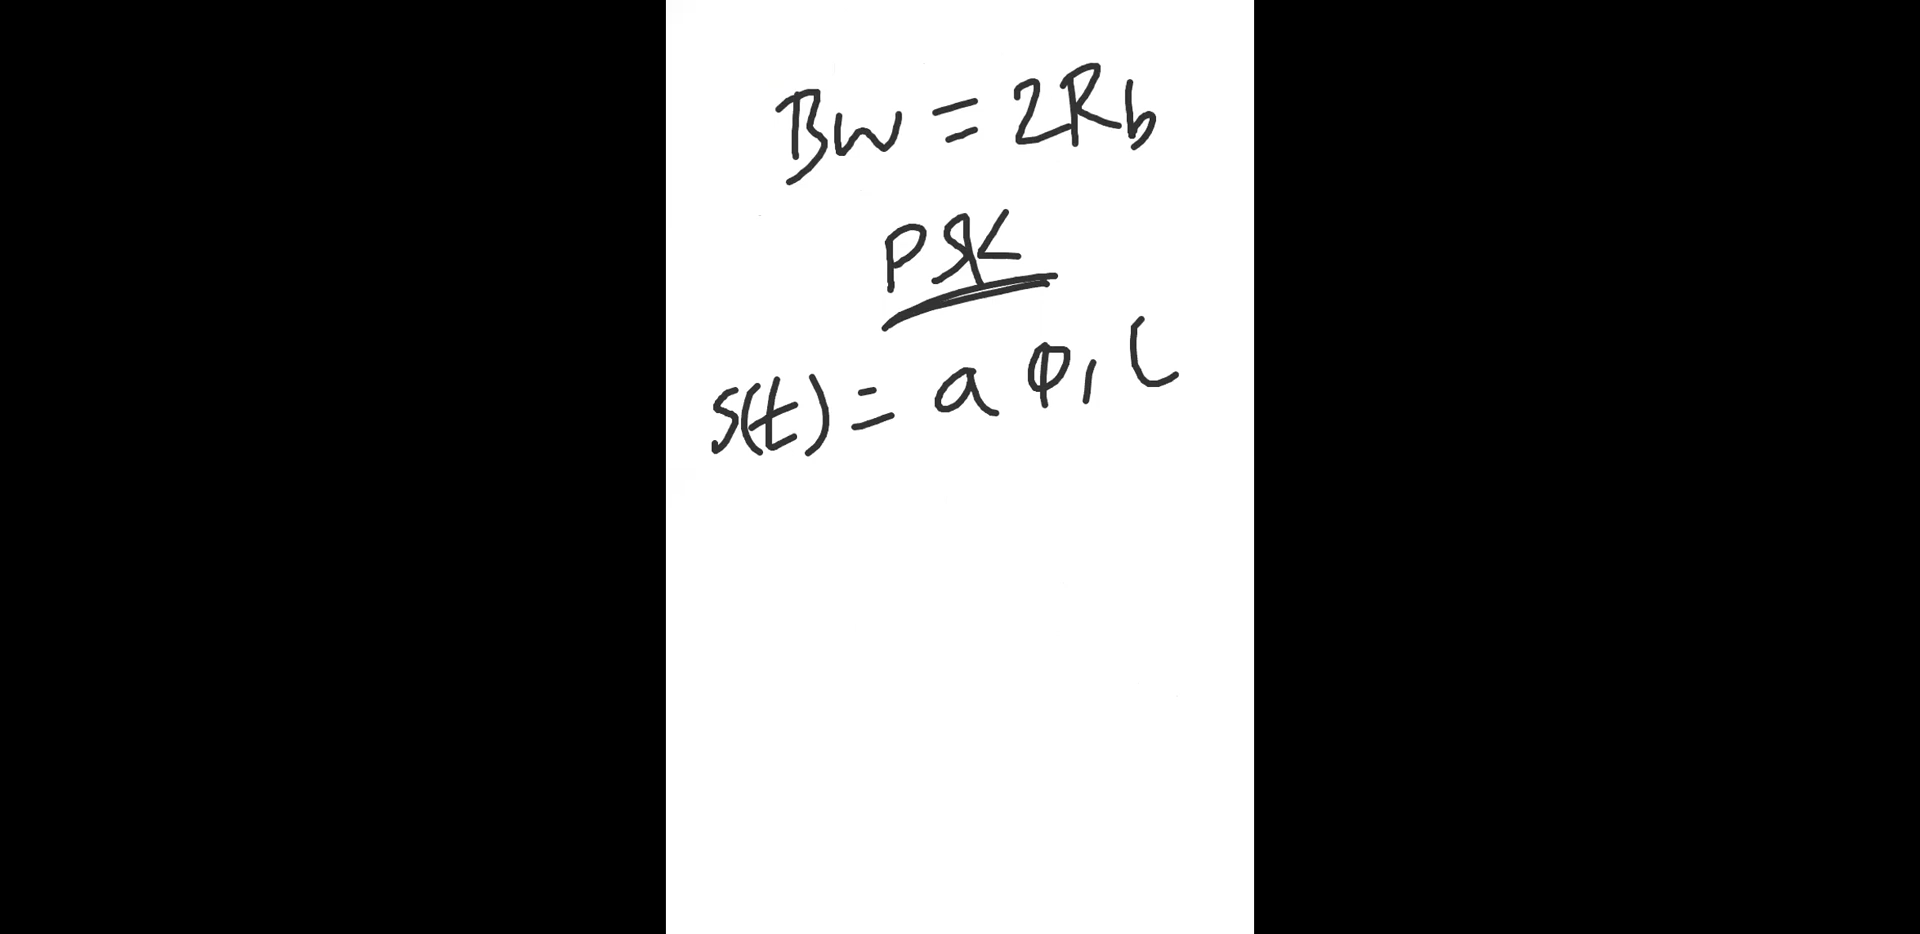 BW = 2Rb
PSK
S(t) = a φ1 (